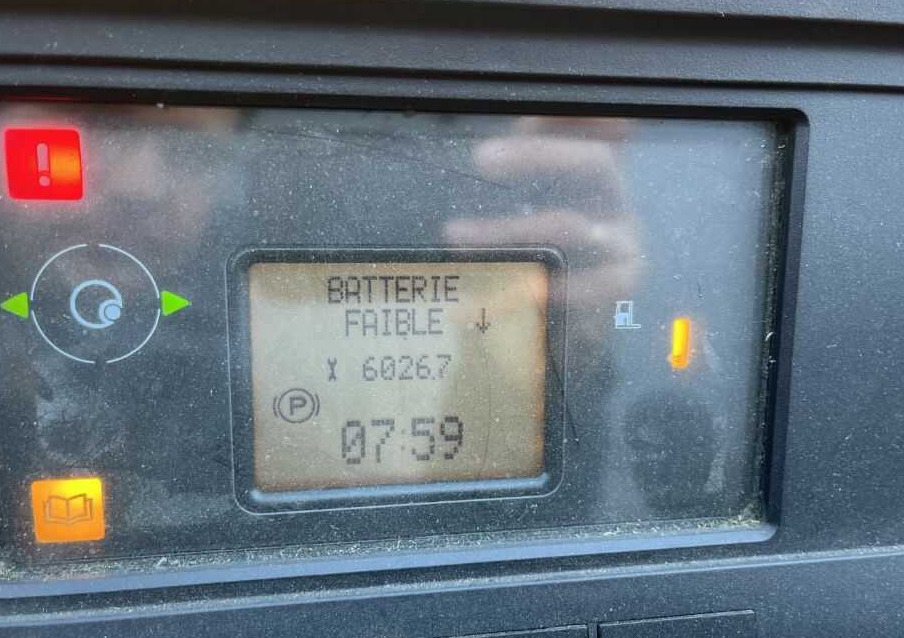 BATTERIE
FAIBLE ↓
6026.7
P
07:59